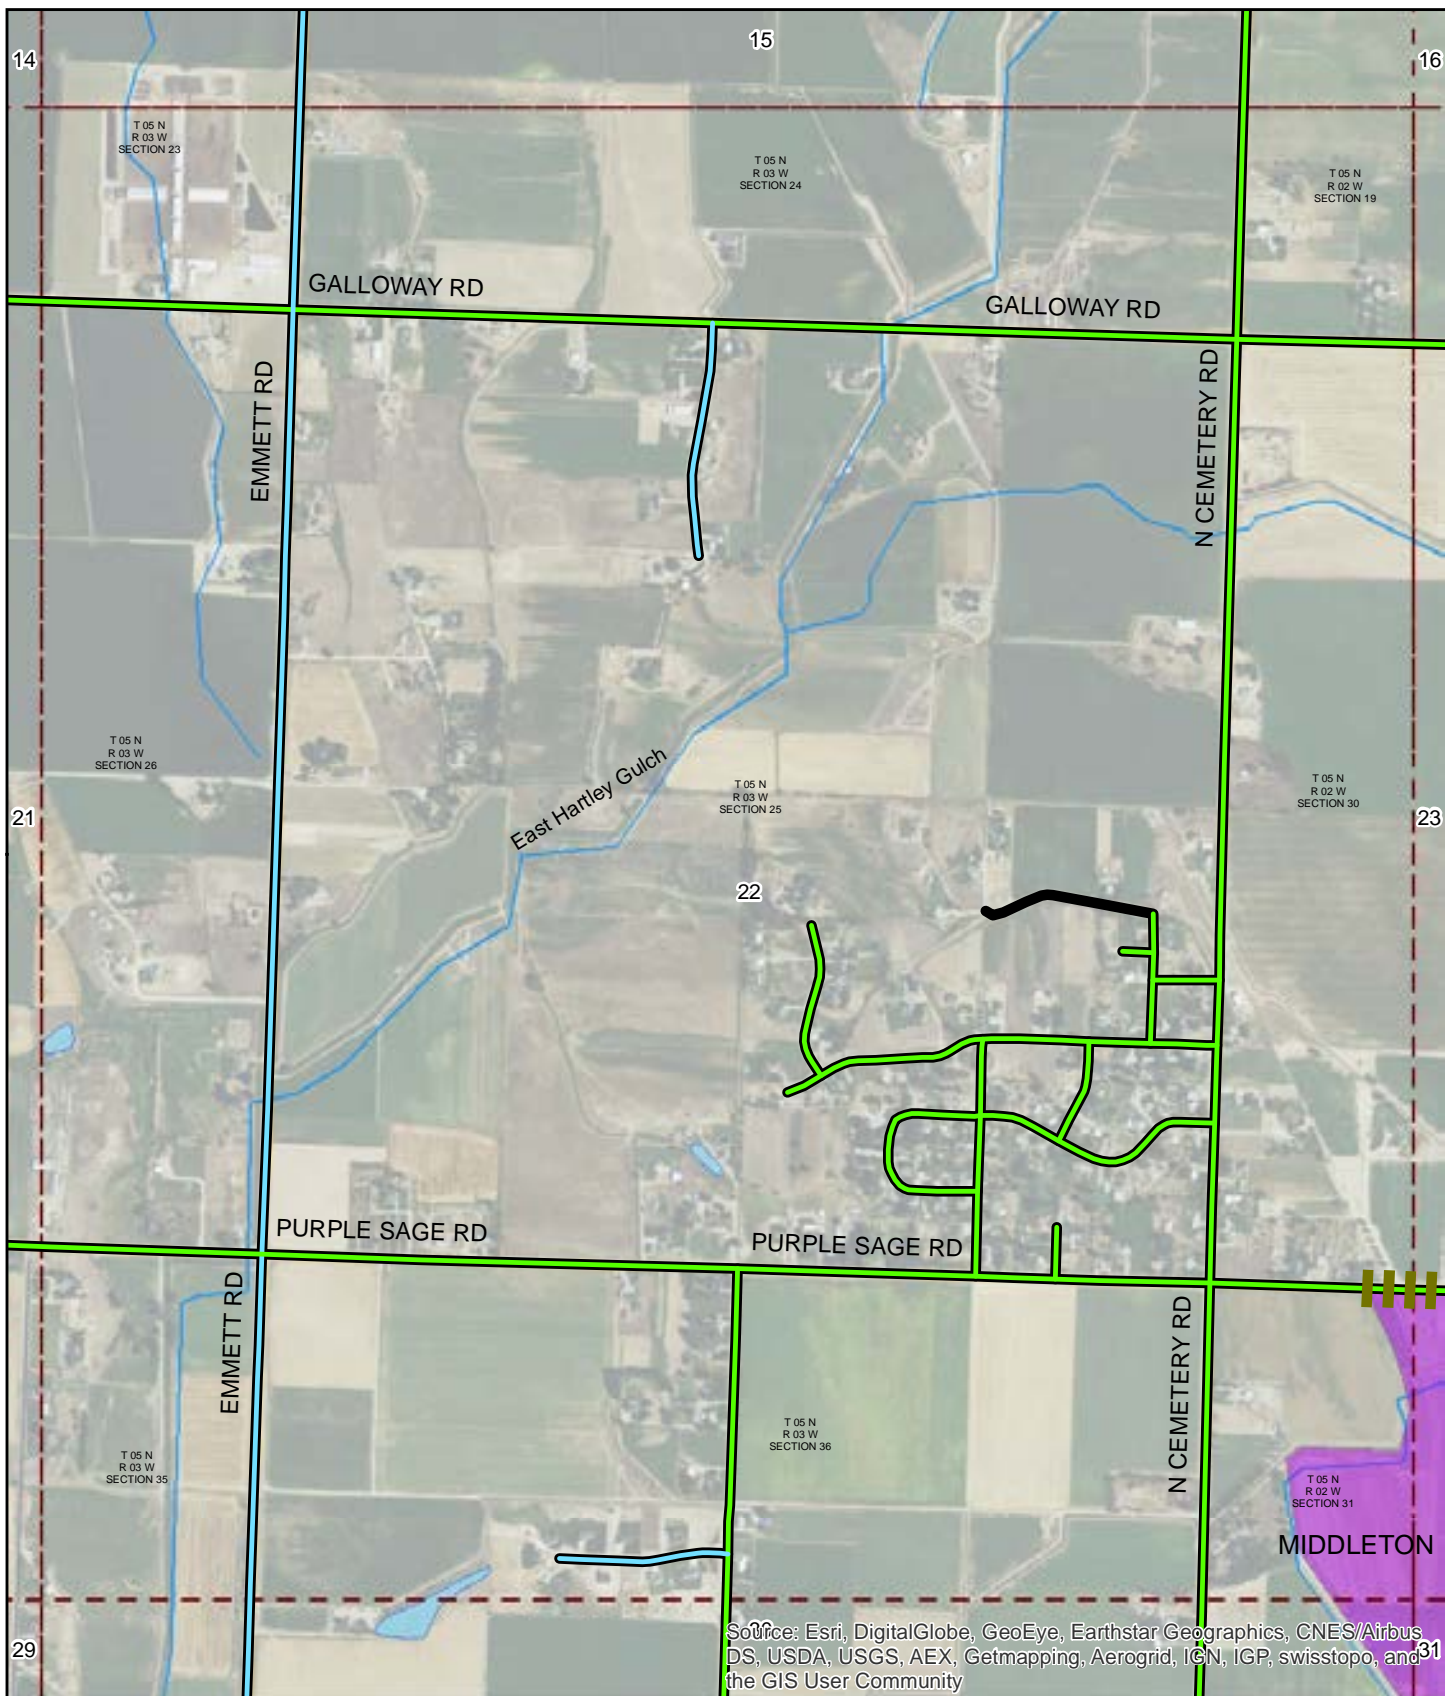 15
14
16
T 05 N
R 03 W
SECTION 23
T 05 N
R 03 W
SECTION 24
T 05 N
R 02 W
SECTION 19
GALLOWAY RD
GALLOWAY RD
EMMETT RD
N CEMETERY RD
T 05 N
R 03 W
SECTION 26
East Hartley Gulch
T 05 N
R 03 W
SECTION 25
T 05 N
R 02 W
SECTION 30
21
23
22
PURPLE SAGE RD
PURPLE SAGE RD
EMMETT RD
N CEMETERY RD
T 05 N
R 03 W
SECTION 35
T 05 N
R 03 W
SECTION 36
T 05 N
R 02 W
SECTION 31
MIDDLETON
29
31
Source: Esri, DigitalGlobe, GeoEye, Earthstar Geographics, CNES/Airbus
DS, USDA, USGS, AEX, Getmapping, Aerogrid, IGN, IGP, swisstopo, and
the GIS User Community